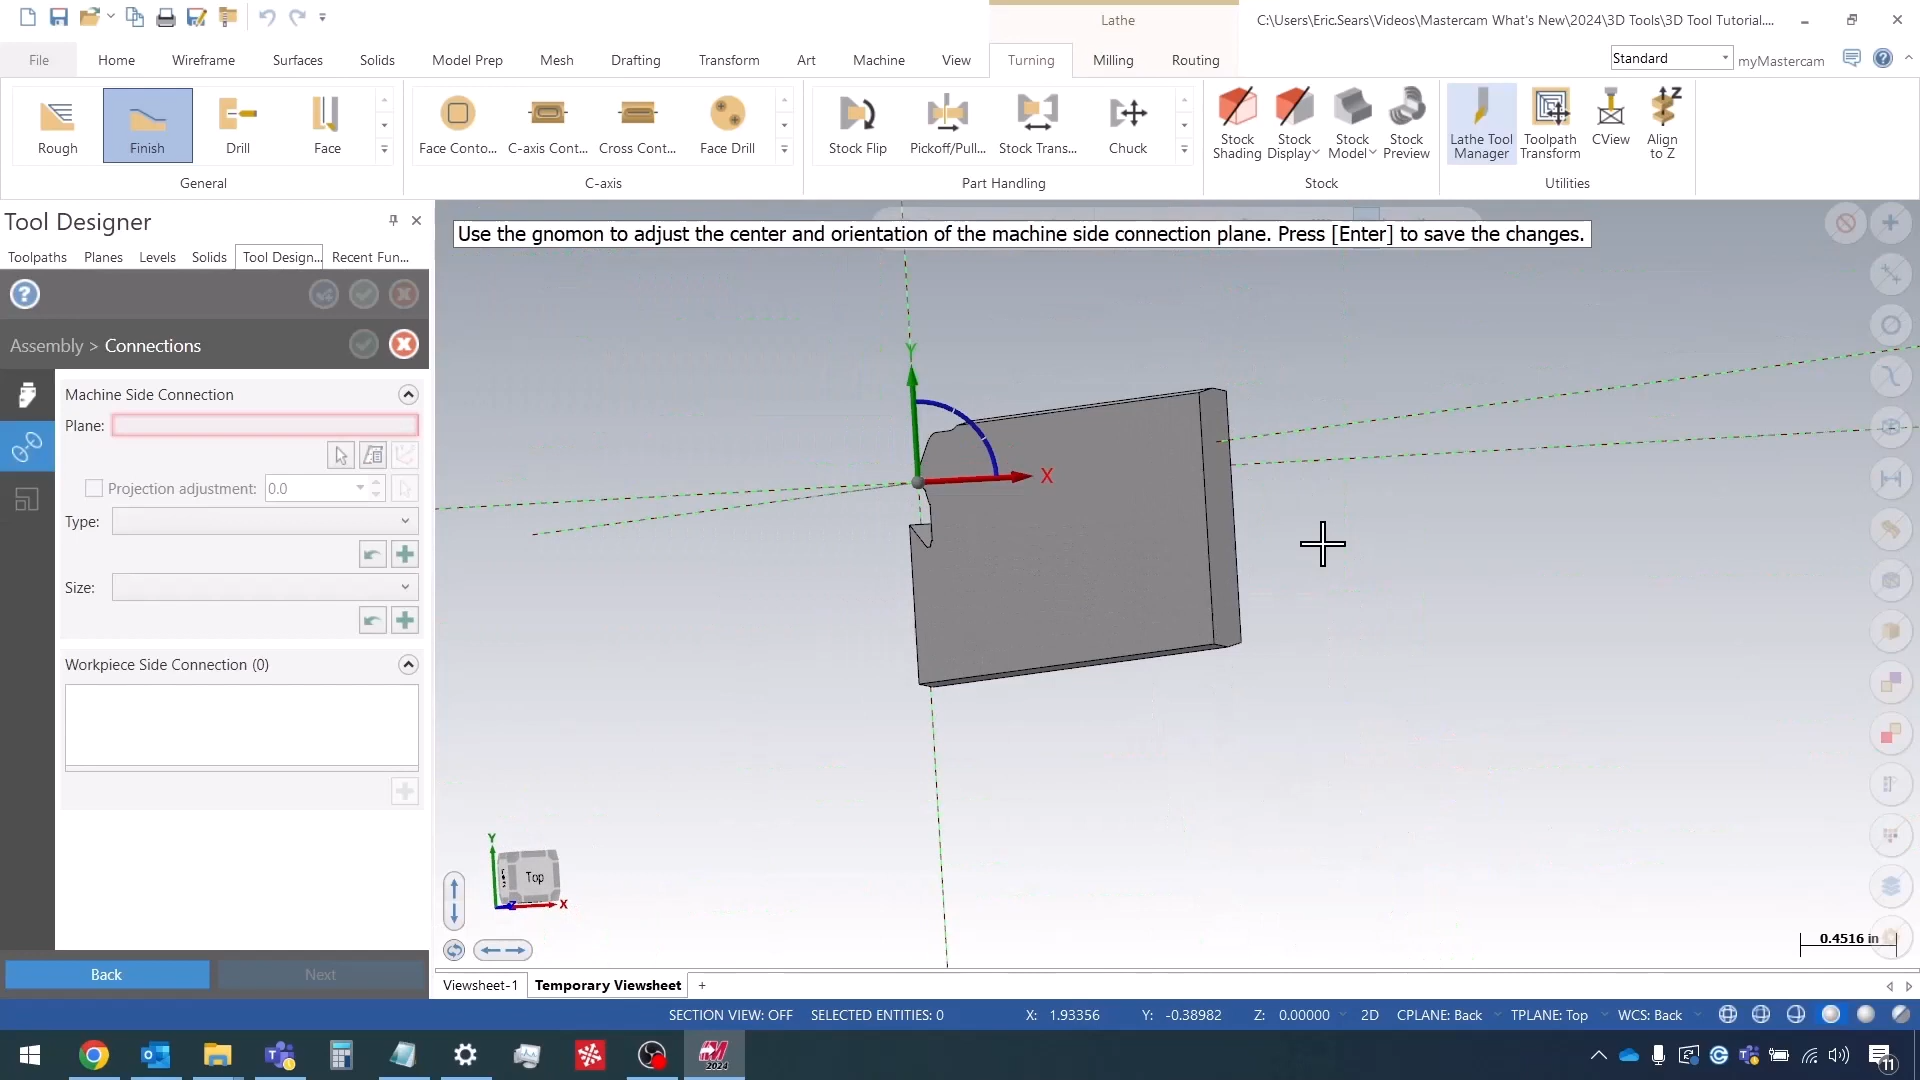 Lathe
C:\Users\Eric.Sears\Videos\Mastercam What's New\2024\3D Tools\3D Tool Tutorial....
File
Home
Wireframe
Surfaces
Solids
Model Prep
Mesh
Drafting
Transform
Art
Machine
View
Turning
Milling
Routing
Standard
myMastercam
Rough
Finish
Drill
Face
Face Conto...
C-axis Cont...
Cross Cont...
Face Drill
Stock Flip
Pickoff/Pull...
Stock Trans...
Chuck
Stock Shading
Stock Display
Stock Model
Stock Preview
Lathe Tool Manager
Toolpath Transform
CView
Align to Z
General
C-axis
Part Handling
Stock
Utilities
Tool Designer
Toolpaths
Planes
Levels
Solids
Tool Design...
Recent Fun...
Assembly > Connections
Machine Side Connection
Plane:
Projection adjustment: 0.0
Type:
Size:
Workpiece Side Connection (0)
Back
Next
Use the gnomon to adjust the center and orientation of the machine side connection plane. Press [Enter] to save the changes.
Y
X
Y
Top
Z
X
0.4516 in
Viewsheet-1
Temporary Viewsheet
+
SECTION VIEW: OFF
SELECTED ENTITIES: 0
X: 1.93356
Y: -0.38982
Z: 0.00000
2D
CPLANE: Back
TPLANE: Top
WCS: Back
2024
11